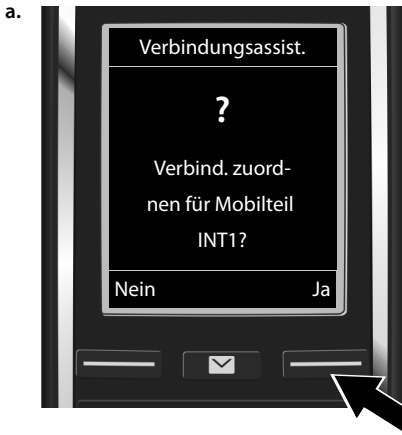 a.
Verbindungsassist.
?
Verbind. zuord-
nen für Mobilteil
INT1?
Nein Ja